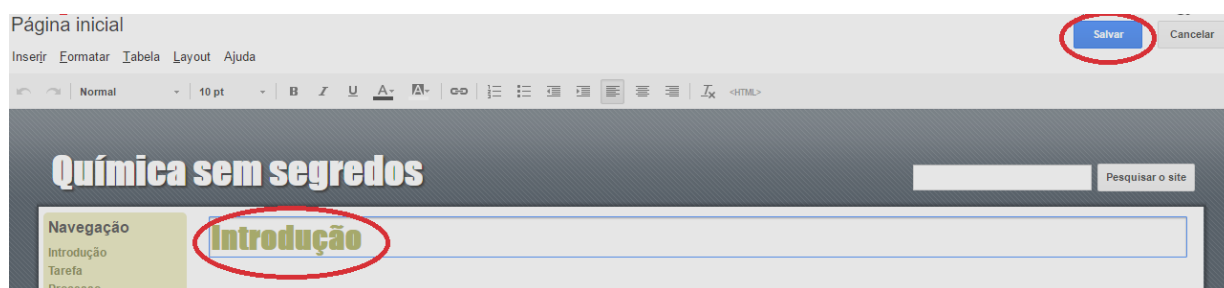 Página inicial
Salvar
Cancelar
Inserir Formatar Tabela Layout Ajuda
Normal 10 pt B I U A A <HTML>
Química sem segredos
Pesquisar o site
Navegação
Introdução
Introdução
Tarefa